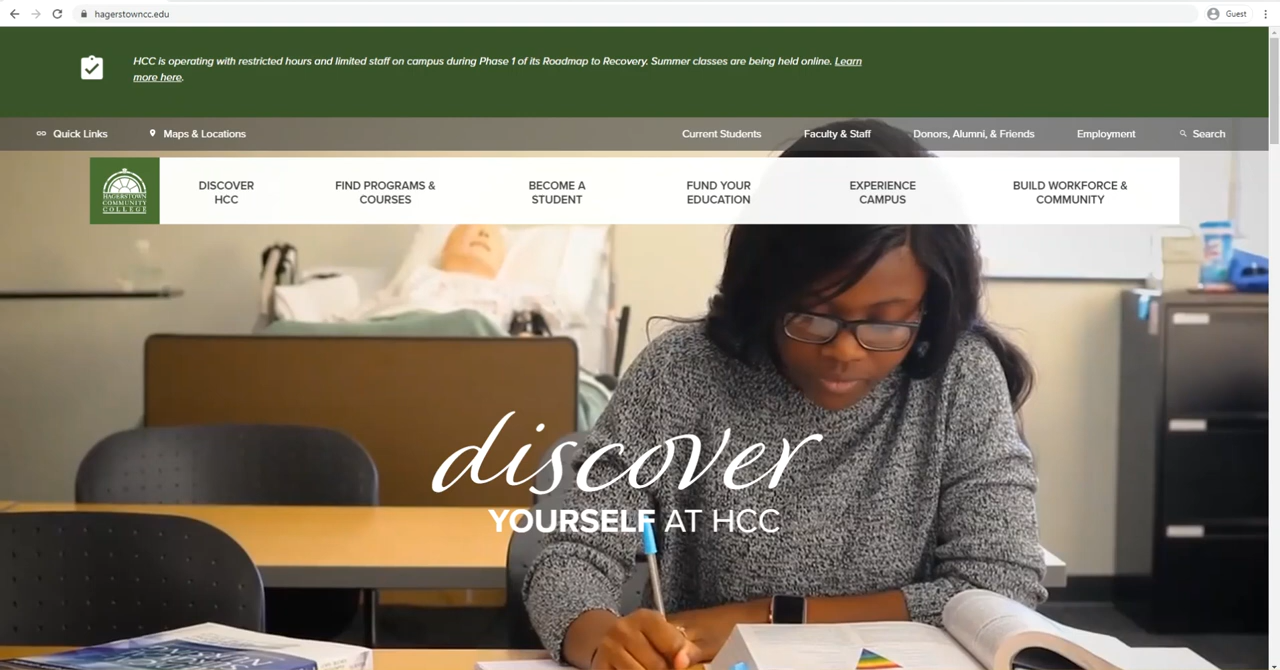 hagerstowncc.edu
Guest
HCC is operating with restricted hours and limited staff on campus during Phase 1 of its Roadmap to Recovery. Summer classes are being held online. Learn
more here.
Quick Links
Maps & Locations
Current Students
Faculty & Staff
Donors, Alumni, & Friends
Employment
Search
HAGERSTOWN
COMMUNITY
COLLEGE
DISCOVER
HCC
FIND PROGRAMS &
COURSES
BECOME A
STUDENT
FUND YOUR
EDUCATION
EXPERIENCE
CAMPUS
BUILD WORKFORCE &
COMMUNITY
discover
YOURSELF AT HCC